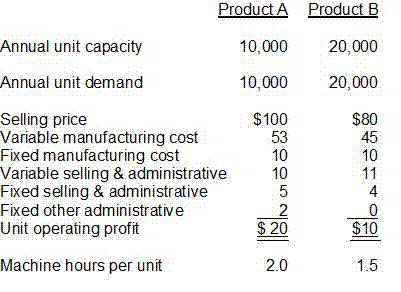 Product A Product B
Annual unit capacity 10,000 20,000
Annual unit demand 10,000 20,000
Selling price $100 $80
Variable manufacturing cost 53 45
Fixed manufacturing cost 10 10
Variable selling & administrative 10 11
Fixed selling & administrative 5 4
Fixed other administrative 2 0
Unit operating profit $ 20 $10
Machine hours per unit 2.0 1.5